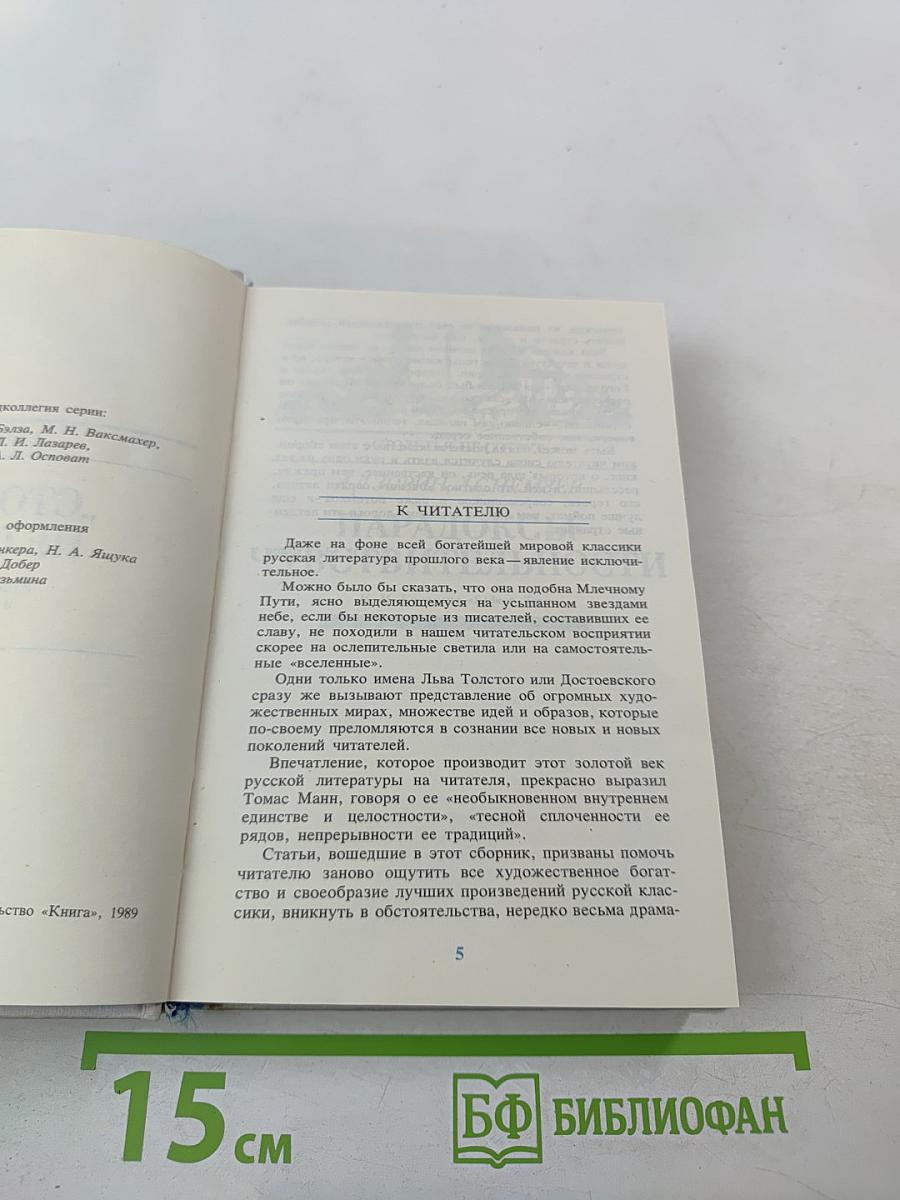 дколлегия серии:
Бэлза, М. Н. Ваксмахер,
Л. И. Лазарев,
А. Л. Осповат
оформления
нкера, Н. А. Ящука
Добер
зьмина
ьство «Книга», 1989
К ЧИТАТЕЛЮ
Даже на фоне всей богатейшей мировой классики
русская литература прошлого века — явление исключи-
тельное.
Можно было бы сказать, что она подобна Млечному
Пути, ясно выделяющемуся на усыпанном звездами
небе, если бы некоторые из писателей, составивших ее
славу, не походили в нашем читательском восприятии
скорее на ослепительные светила или на самостоятель-
ные «вселенные».
Одни только имена Льва Толстого или Достоевского
сразу же вызывают представление об огромных худо-
жественных мирах, множестве идей и образов, которые
по-своему преломляются в сознании все новых и новых
поколений читателей.
Впечатление, которое производит этот золотой век
русской литературы на читателя, прекрасно выразил
Томас Манн, говоря о ее «необыкновенном внутреннем
единстве и целостности», «тесной сплоченности ее
рядов, непрерывности ее традиций».
Статьи, вошедшие в этот сборник, призваны помочь
читателю заново ощутить все художественное богат-
ство и своеобразие лучших произведений русской клас-
сики, вникнуть в обстоятельства, нередко весьма драма-
5
15 см
БФ БИБЛИОФАН